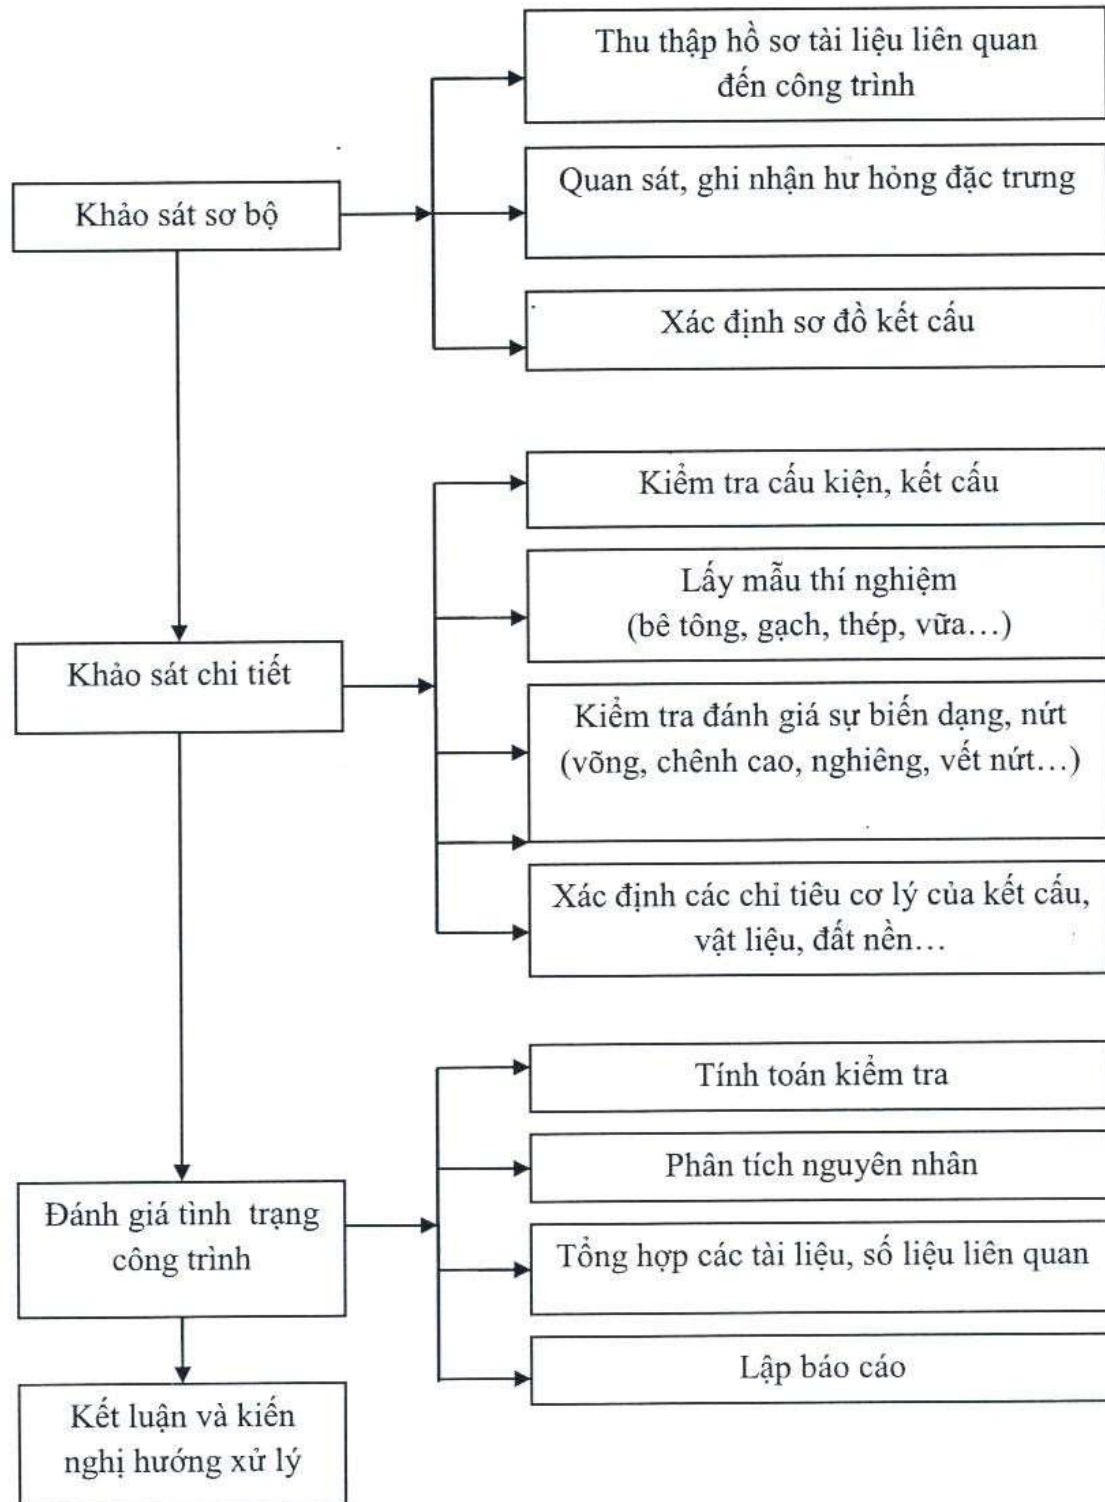 Thu thập hồ sơ tài liệu liên quan
đến công trình
Khảo sát sơ bộ
Quan sát, ghi nhận hư hỏng đặc trưng
Xác định sơ đồ kết cấu
Kiểm tra cấu kiện, kết cấu
Lấy mẫu thí nghiệm
(bê tông, gạch, thép, vữa…)
Khảo sát chi tiết
Kiểm tra đánh giá sự biến dạng, nứt
(võng, chênh cao, nghiêng, vết nứt…)
Xác định các chỉ tiêu cơ lý của kết cấu,
vật liệu, đất nền…
Tính toán kiểm tra
Phân tích nguyên nhân
Đánh giá tình trạng
công trình
Tổng hợp các tài liệu, số liệu liên quan
Lập báo cáo
Kết luận và kiến
nghị hướng xử lý